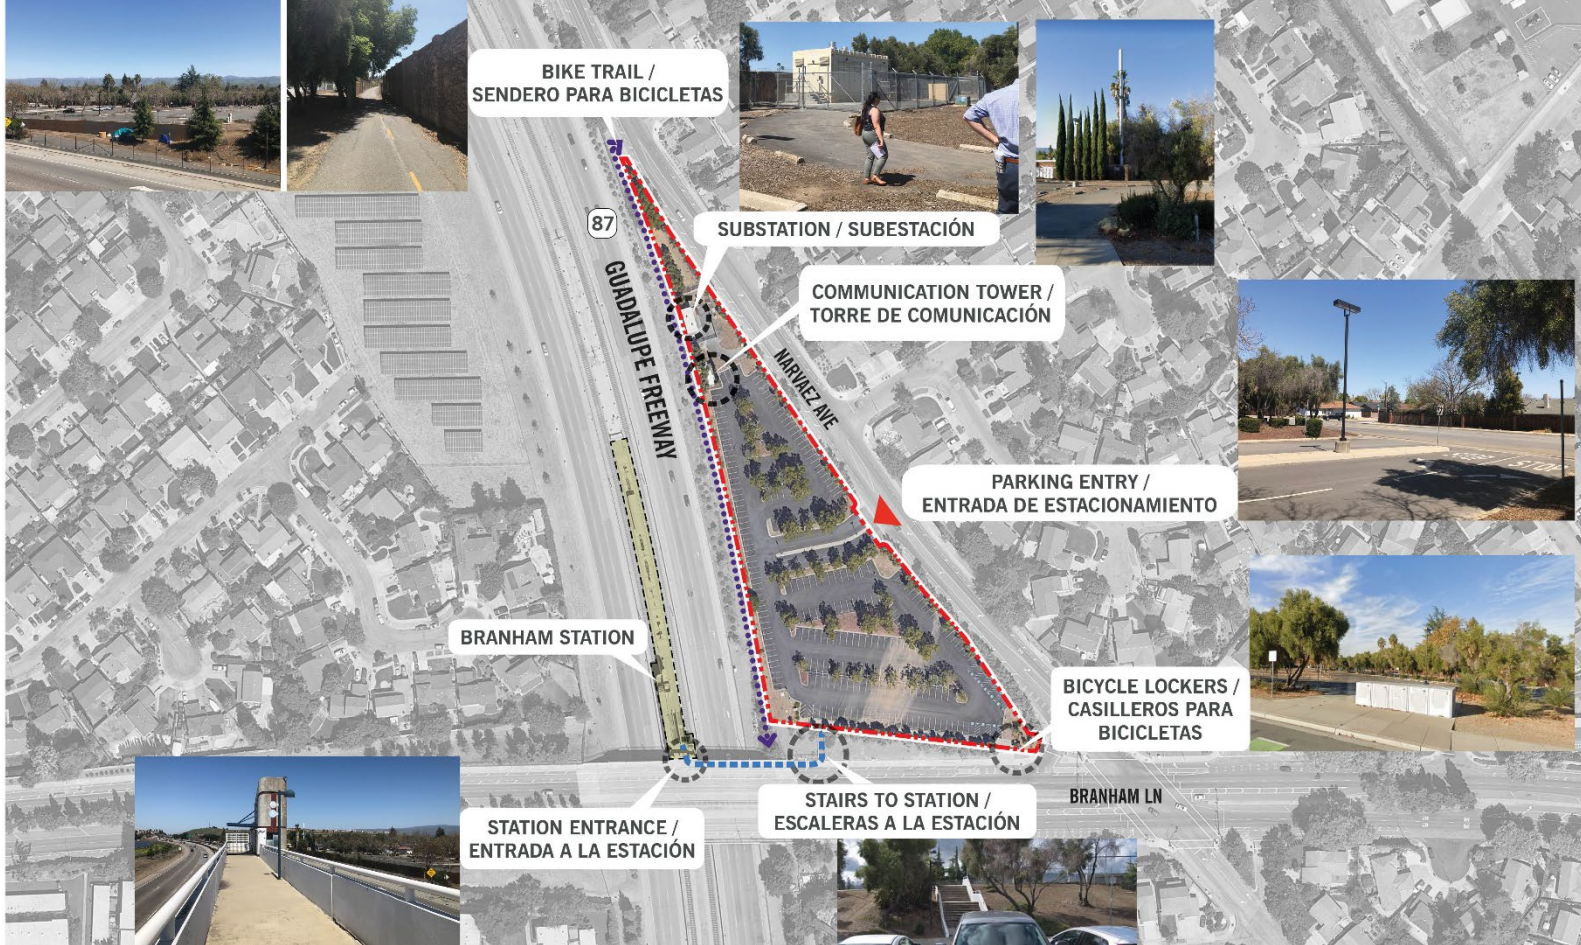 BIKE TRAIL /
SENDERO PARA BICICLETAS
87
SUBSTATION / SUBESTACIÓN
GUADALUPE FREEWAY
COMMUNICATION TOWER /
TORRE DE COMUNICACIÓN
NARVAEZ AVE
PARKING ENTRY /
ENTRADA DE ESTACIONAMIENTO
BRANHAM STATION
BICYCLE LOCKERS /
CASILLEROS PARA
BICICLETAS
BRANHAM LN
STAIRS TO STATION /
ESCALERAS A LA ESTACIÓN
STATION ENTRANCE /
ENTRADA A LA ESTACIÓN